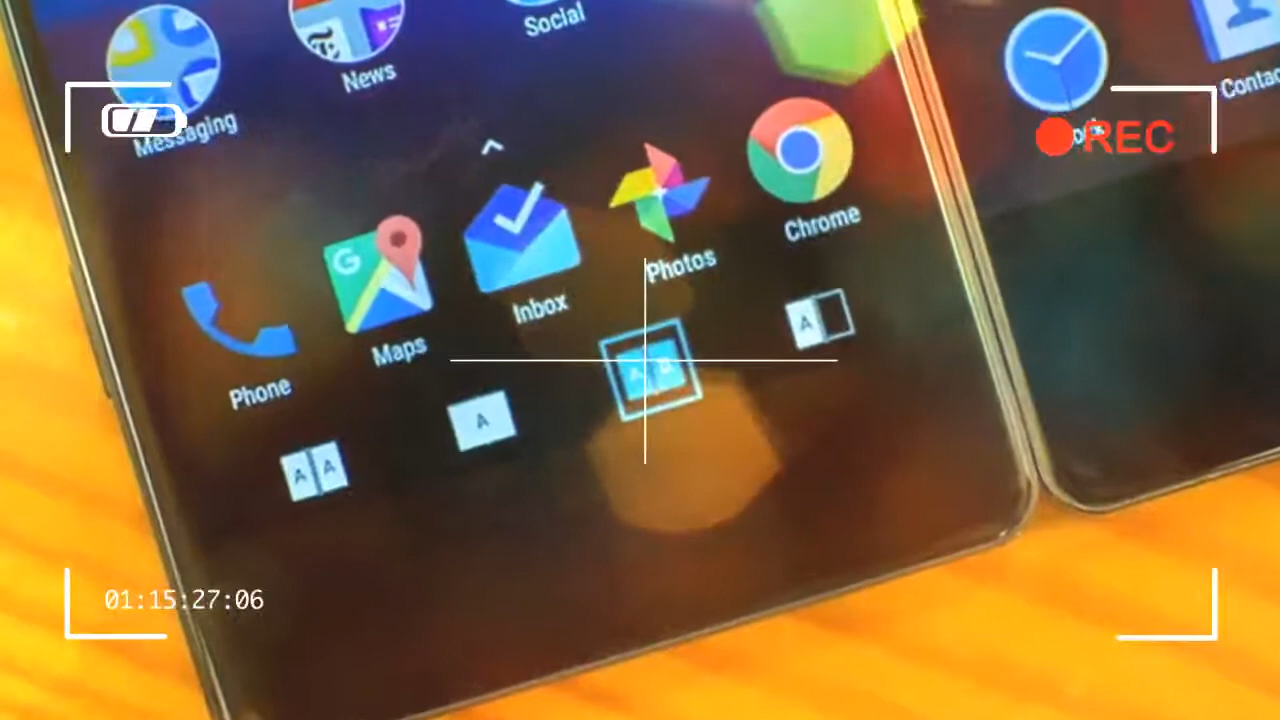 Social
News
Messaging
Contac
REC
Chrome
Photos
G
Inbox
Maps
Phone
A
A B
A
A A
01:15:27:06